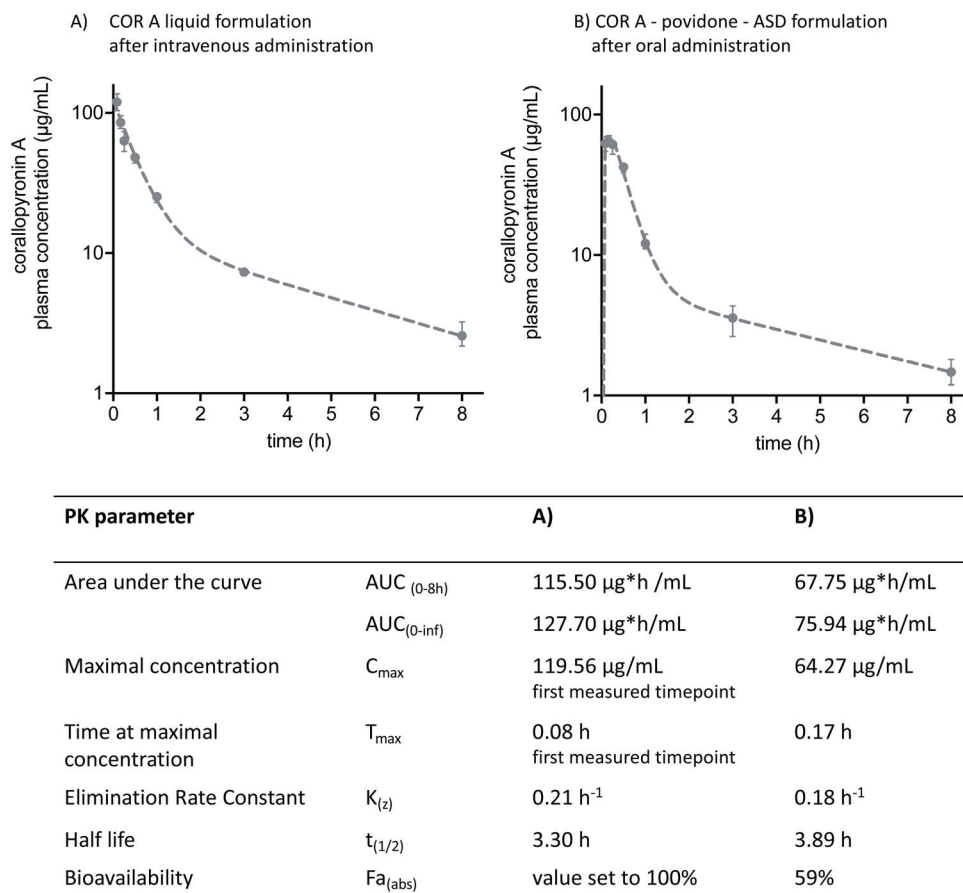 A) COR A liquid formulation
after intravenous administration
corallopyronin A
plasma concentration (µg/mL)
100
10
1
0 1 2 3 4 5 6 7 8
time (h)
B) COR A - povidone - ASD formulation
after oral administration
corallopyronin A
plasma concentration (µg/mL)
100
10
1
0 1 2 3 4 5 6 7 8
time (h)
PK parameter A) B)
Area under the curve AUC (0-8h) 115.50 µg*h /mL 67.75 µg*h/mL
AUC(0-inf) 127.70 µg*h/mL 75.94 µg*h/mL
Maximal concentration Cmax 119.56 µg/mL 64.27 µg/mL
first measured timepoint
Time at maximal Tmax 0.08 h 0.17 h
concentration first measured timepoint
Elimination Rate Constant K(z) 0.21 h-1 0.18 h-1
Half life t(1/2) 3.30 h 3.89 h
Bioavailability Fa(abs) value set to 100% 59%